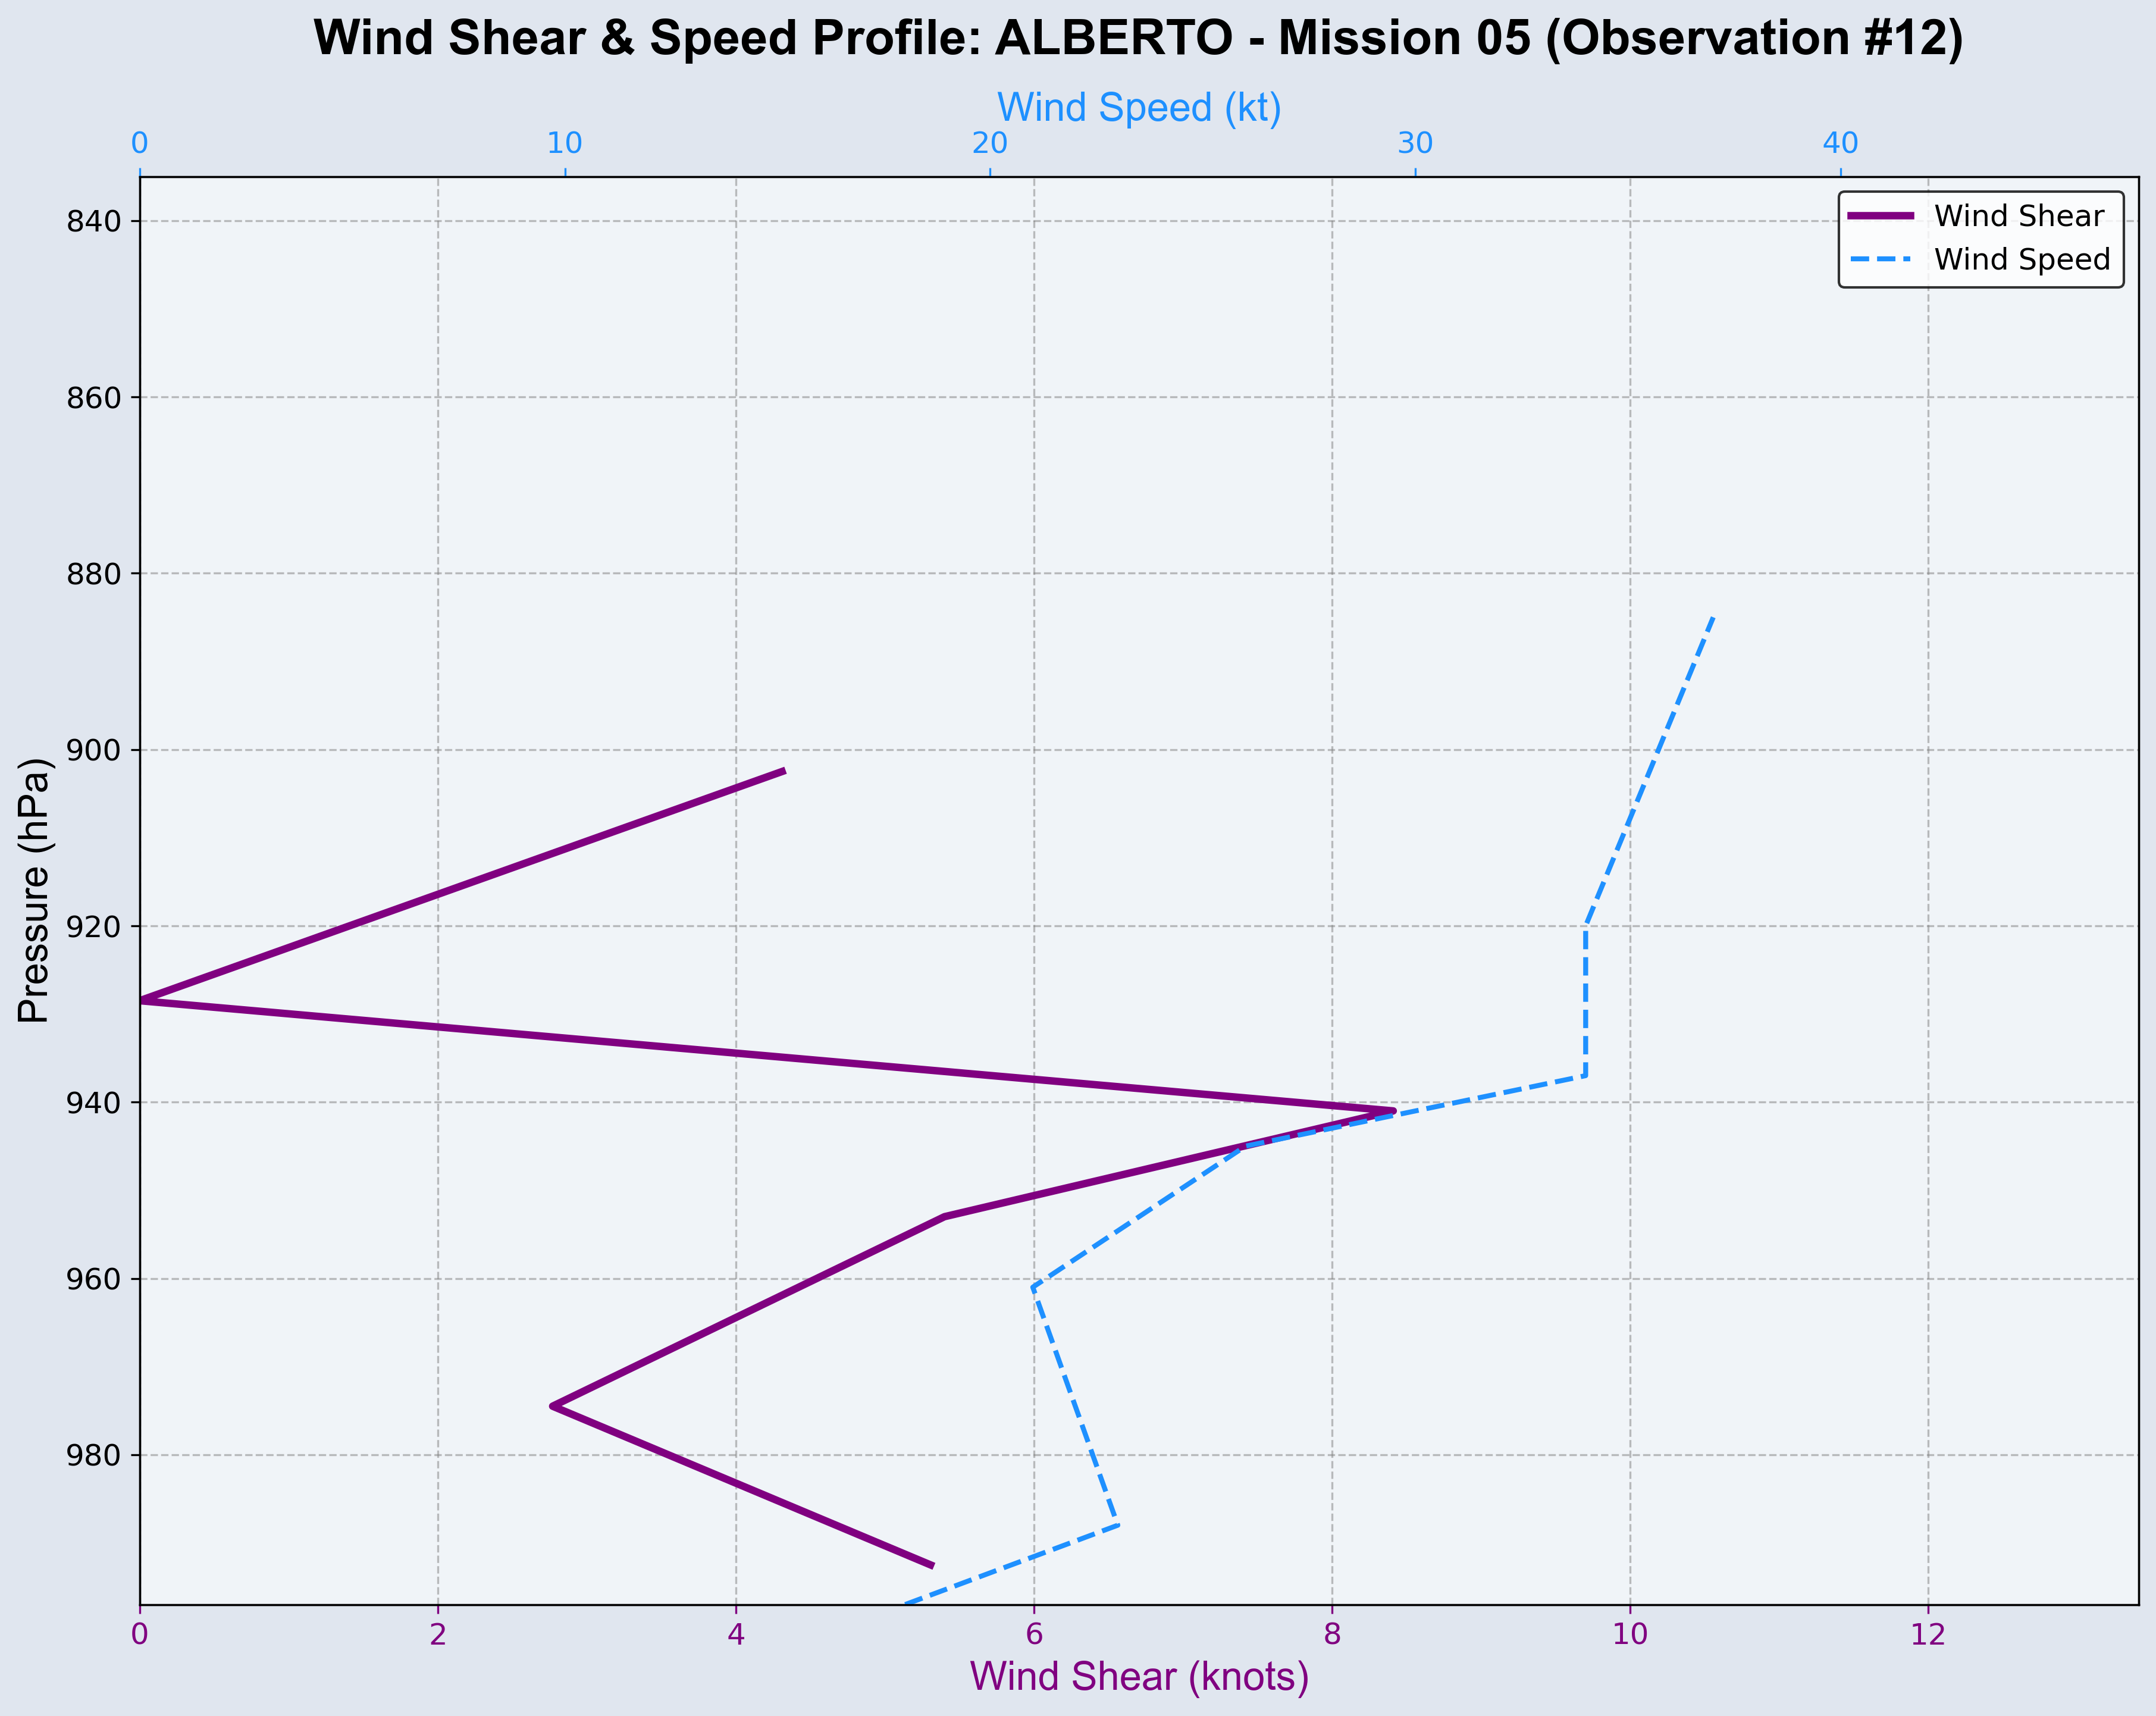 Wind Shear & Speed Profile: ALBERTO - Mission 05 (Observation #12)
Wind Speed (kt)
0 10 20 30 40
Wind Shear
Wind Speed
840
860
880
900
920
940
960
980
Pressure (hPa)
0 2 4 6 8 10 12
Wind Shear (knots)